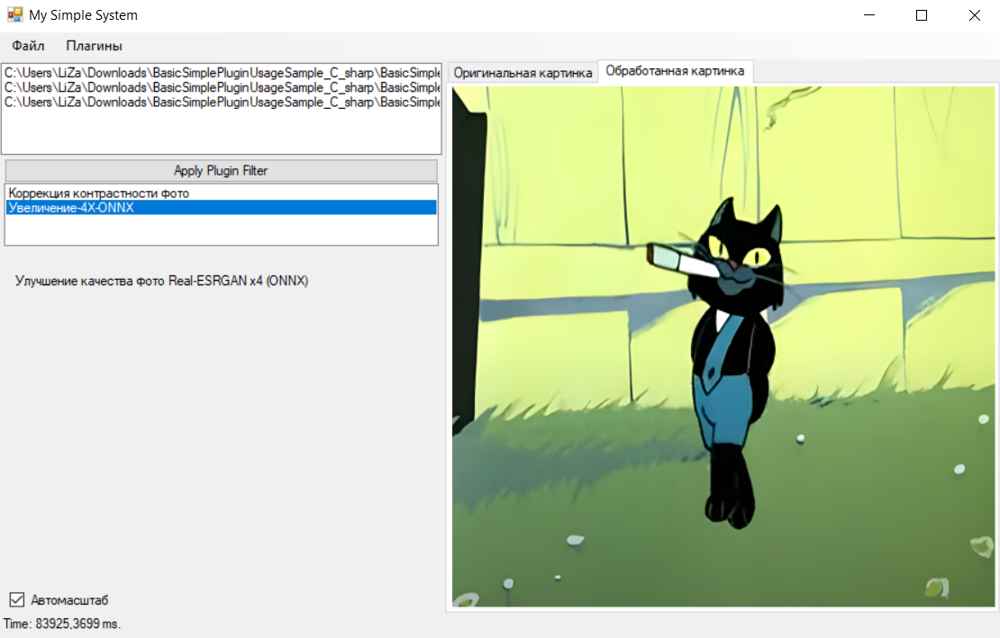 My Simple System
Файл Плагины
C:\Users\LiZa\Downloads\BasicSimplePluginUsageSample_C_sharp\BasicSimple
C:\Users\LiZa\Downloads\BasicSimplePluginUsageSample_C_sharp\BasicSimple
C:\Users\LiZa\Downloads\BasicSimplePluginUsageSample_C_sharp\BasicSimple
Apply Plugin Filter
Коррекция контрастности фото
Увеличение-4X-ONNX
Улучшение качества фото Real-ESRGAN x4 (ONNX)
Автомасштаб
Time: 83925,3699 ms.
Оригинальная картинка Обработанная картинка